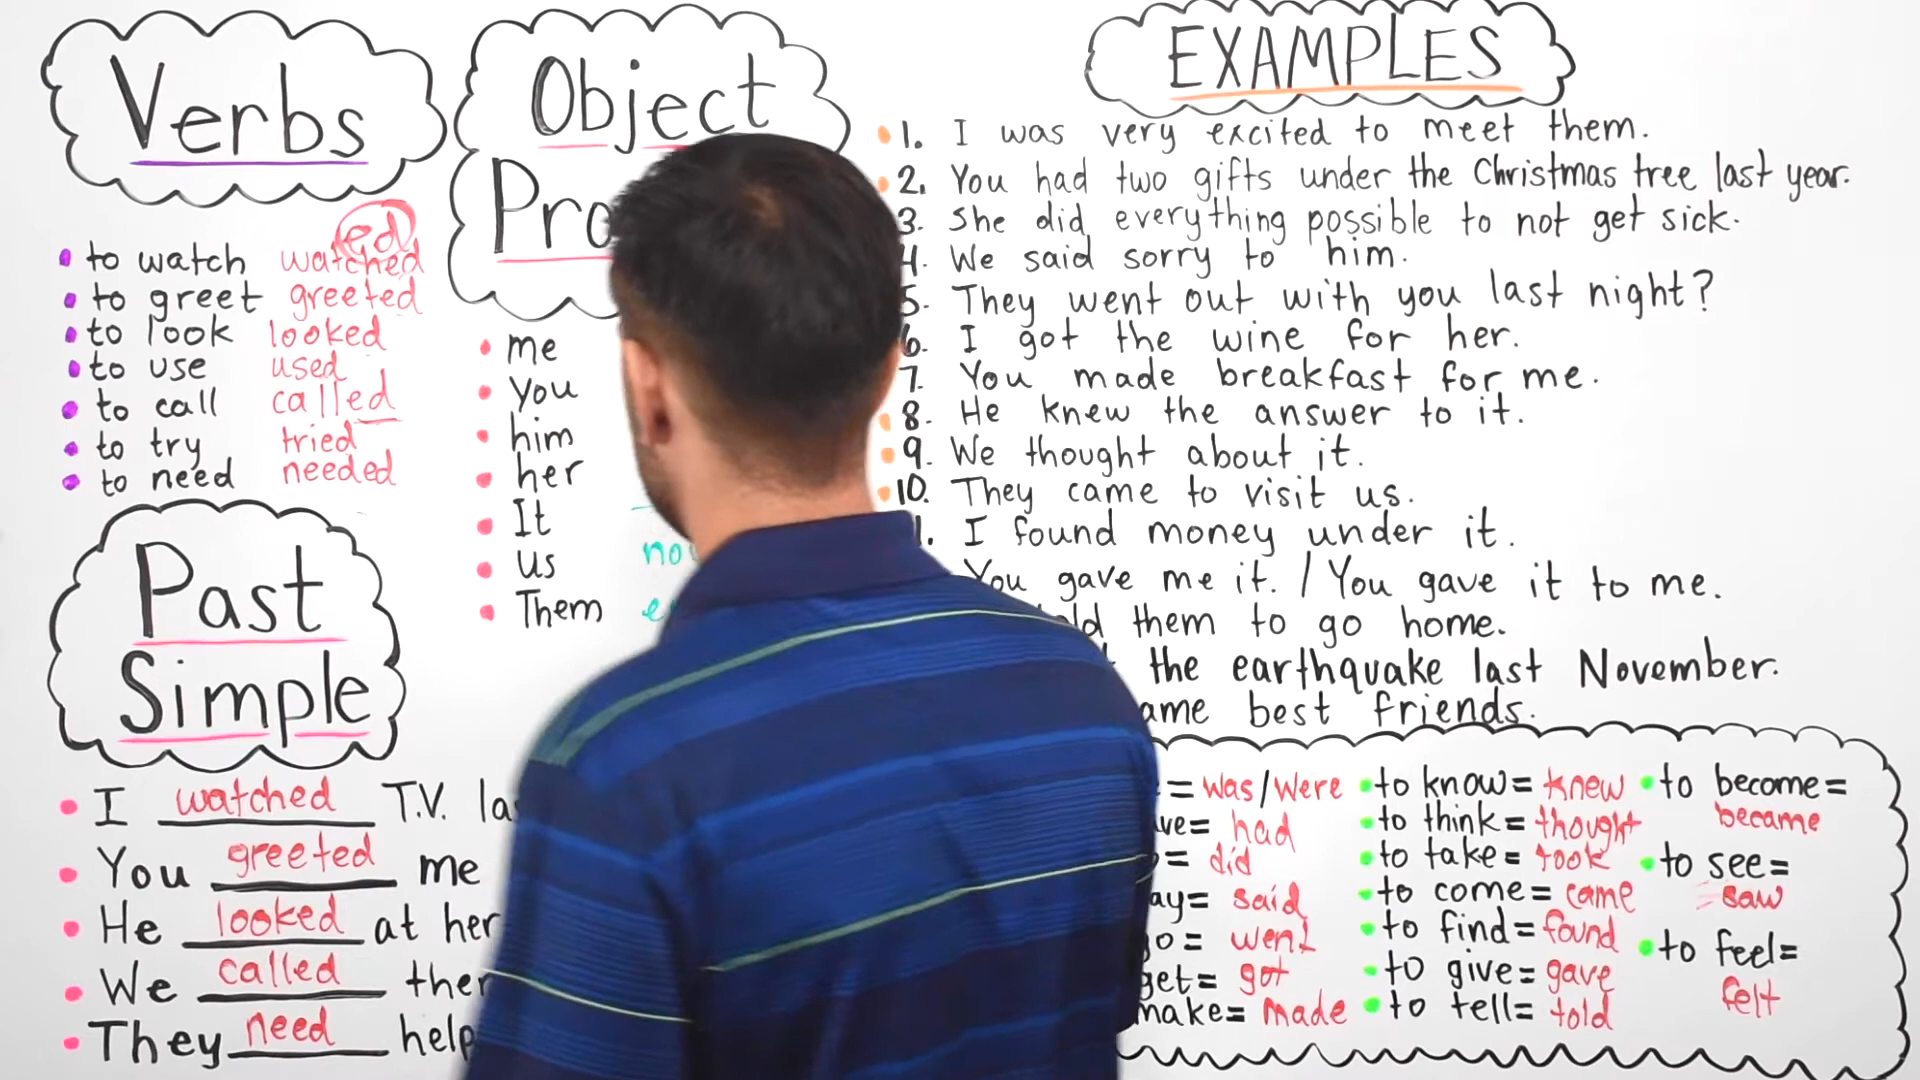 Verbs
ed
to watch watched
to greet greeted
to look looked
to use used
to call called
to try tried
to need needed
Past
Simple
I watched T.V.
You greeted me
He looked at her
We called
They need help
Object
me
you
him
her
It
us
Them
EXAMPLES
1. I was very excited to meet them.
2. You had two gifts under the Christmas tree last year.
3. She did everything possible to not get sick.
4. We said sorry to him.
5. They went out with you last night?
6. I got the wine for her.
7. You made breakfast for me.
8. He knew the answer to it.
9. We thought about it.
10. They came to visit us.
I found money under it.
You gave me it. / You gave it to me.
them to go home.
the earthquake last November.
best friends.
= was/were
= had
= did
= said
= went
get= got
make= made
to know= knew
to think= thought
to take= took
to come= came
to find= found
to give= gave
to tell= told
to become=
became
to see=
saw
to feel=
felt